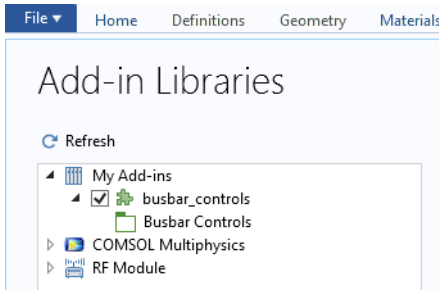 File Home Definitions Geometry Materials
Add-in Libraries
Refresh
My Add-ins
busbar_controls
Busbar Controls
COMSOL Multiphysics
RF Module